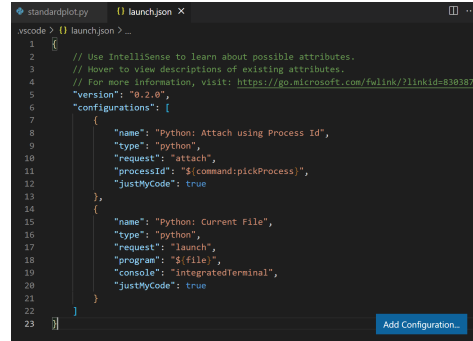 standardplot.py
{} launch.json ×
.vscode > {} launch.json > ...
1 {
2 // Use IntelliSense to learn about possible attributes.
3 // Hover to view descriptions of existing attributes.
4 // For more information, visit: https://go.microsoft.com/fwlink/?linkid=830387
5 "version": "0.2.0",
6 "configurations": [
7 {
8 "name": "Python: Attach using Process Id",
9 "type": "python",
10 "request": "attach",
11 "processId": "${command:pickProcess}",
12 "justMyCode": true
13 },
14 {
15 "name": "Python: Current File",
16 "type": "python",
17 "request": "launch",
18 "program": "${file}",
19 "console": "integratedTerminal",
20 "justMyCode": true
21 }
22 ]
23 }
Add Configuration...